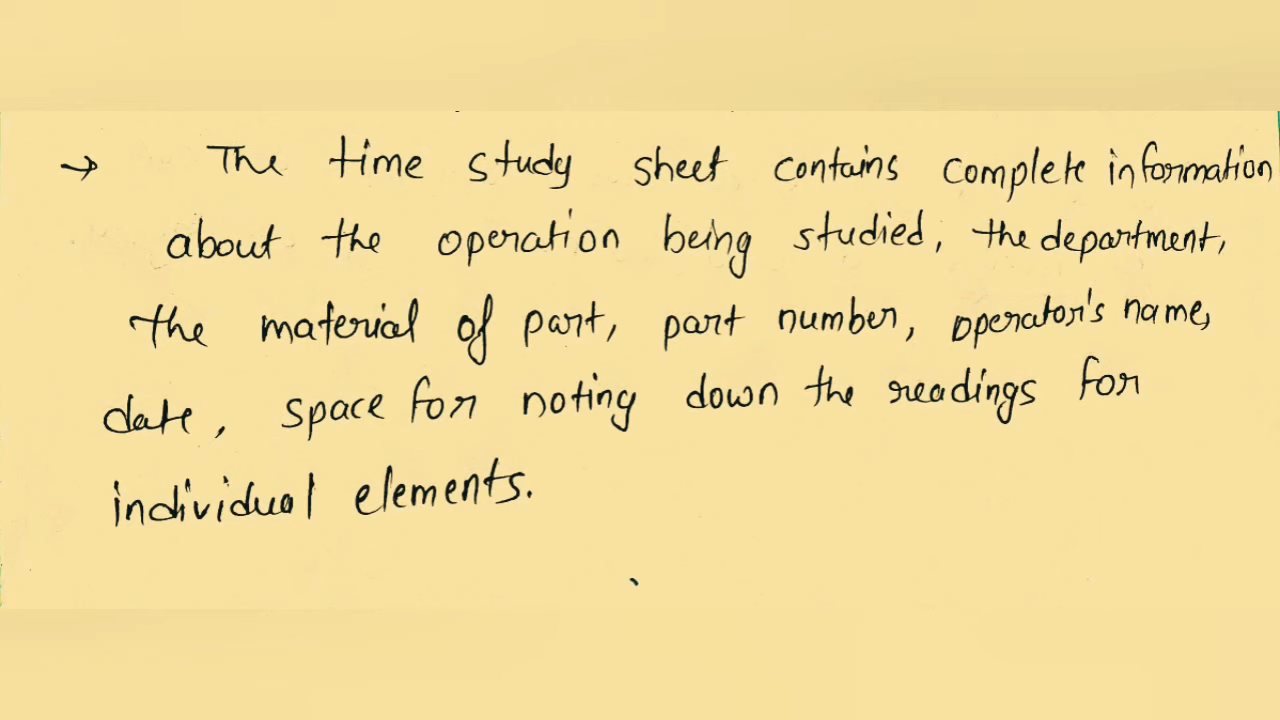 → The time study sheet contains complete information
about the operation being studied, the department,
the material of part, part number, operator's name,
date, space for noting down the readings for
individual elements.